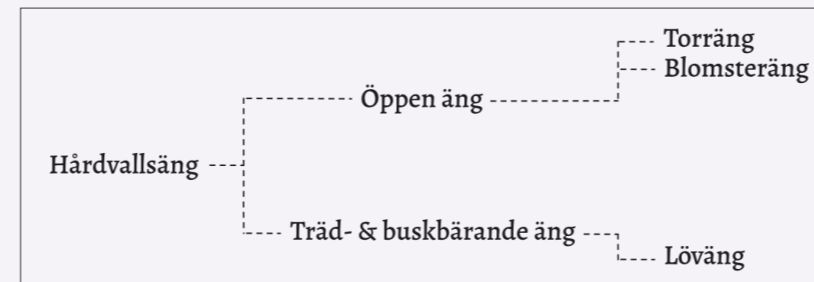 Torräng
Blomsteräng
Öppen äng
Hårdvallsäng
Träd- & buskbärande äng
Löväng